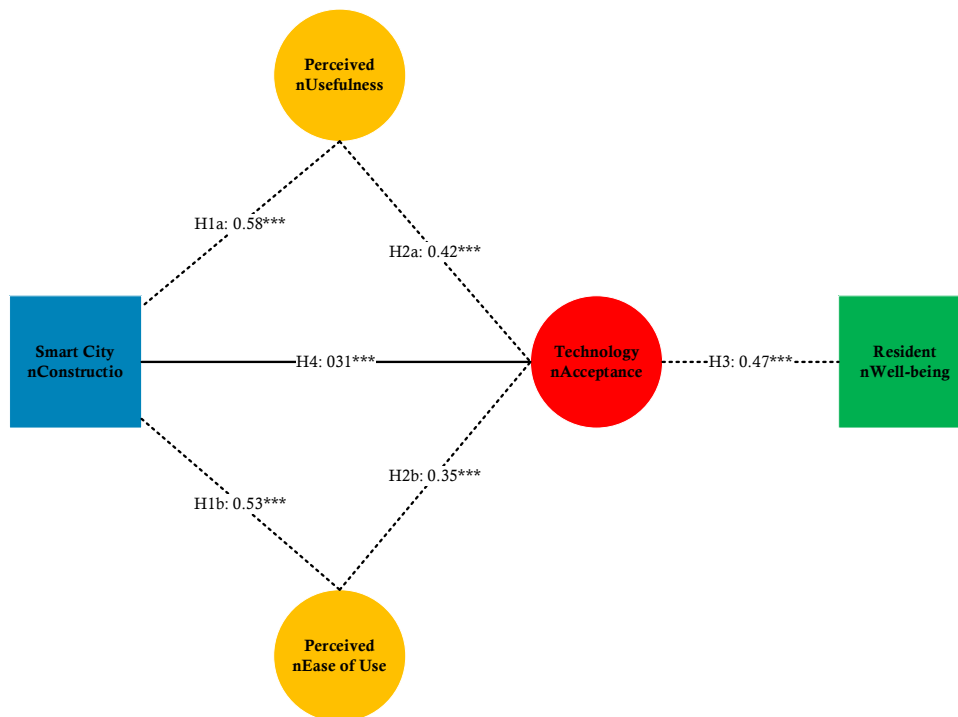 Perceived
nUsefulness
H1a: 0.58***
H2a: 0.42***
Smart City
nConstructio
H4: 031***
Technology
nAcceptance
H3: 0.47***
Resident
nWell-being
H2b: 0.35***
H1b: 0.53***
Perceived
nEase of Use